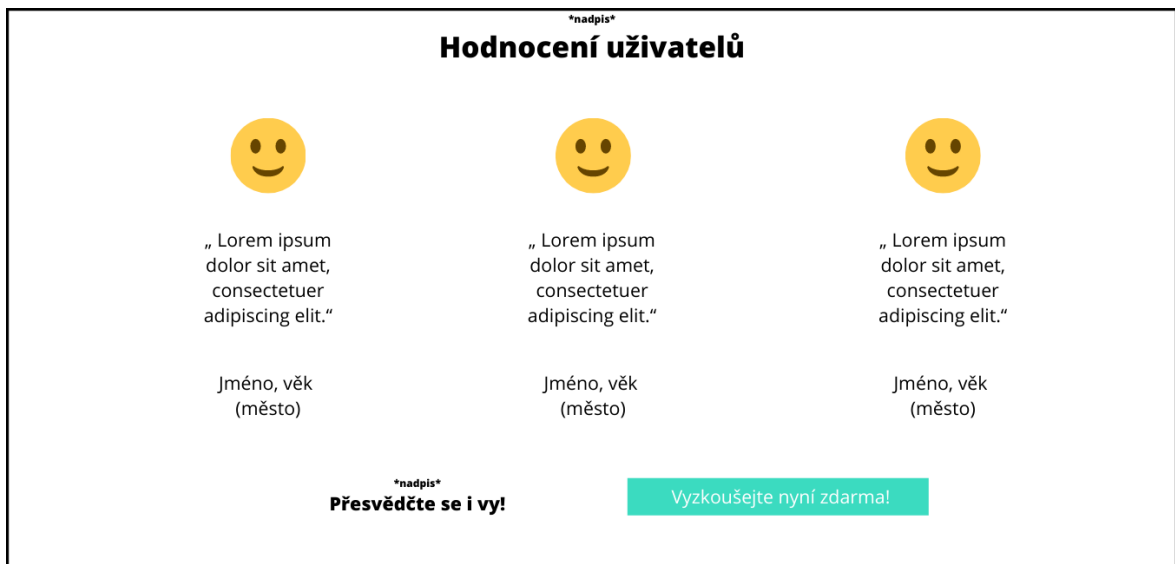 *nadpis*
Hodnocení uživatelů
„ Lorem ipsum
dolor sit amet,
consectetuer
adipiscing elit.“
Jméno, věk
(město)
„ Lorem ipsum
dolor sit amet,
consectetuer
adipiscing elit.“
Jméno, věk
(město)
„ Lorem ipsum
dolor sit amet,
consectetuer
adipiscing elit.“
Jméno, věk
(město)
*nadpis*
Přesvědčte se i vy!
Vyzkoušejte nyní zdarma!